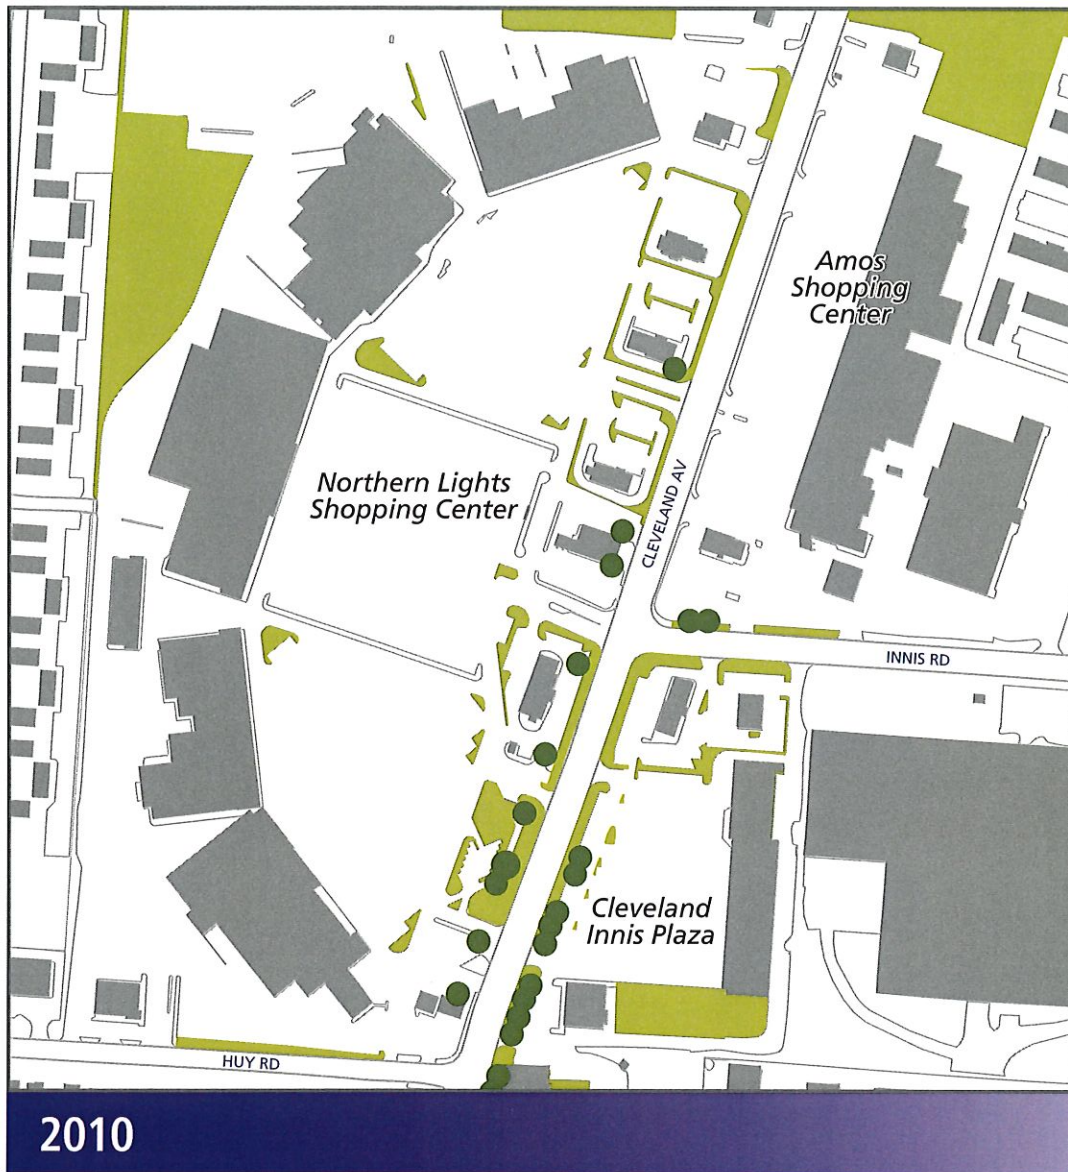 Amos
Shopping
Center
Northern Lights
Shopping Center
CLEVELAND AV
INNIS RD
Cleveland
Innis Plaza
HUY RD
2010